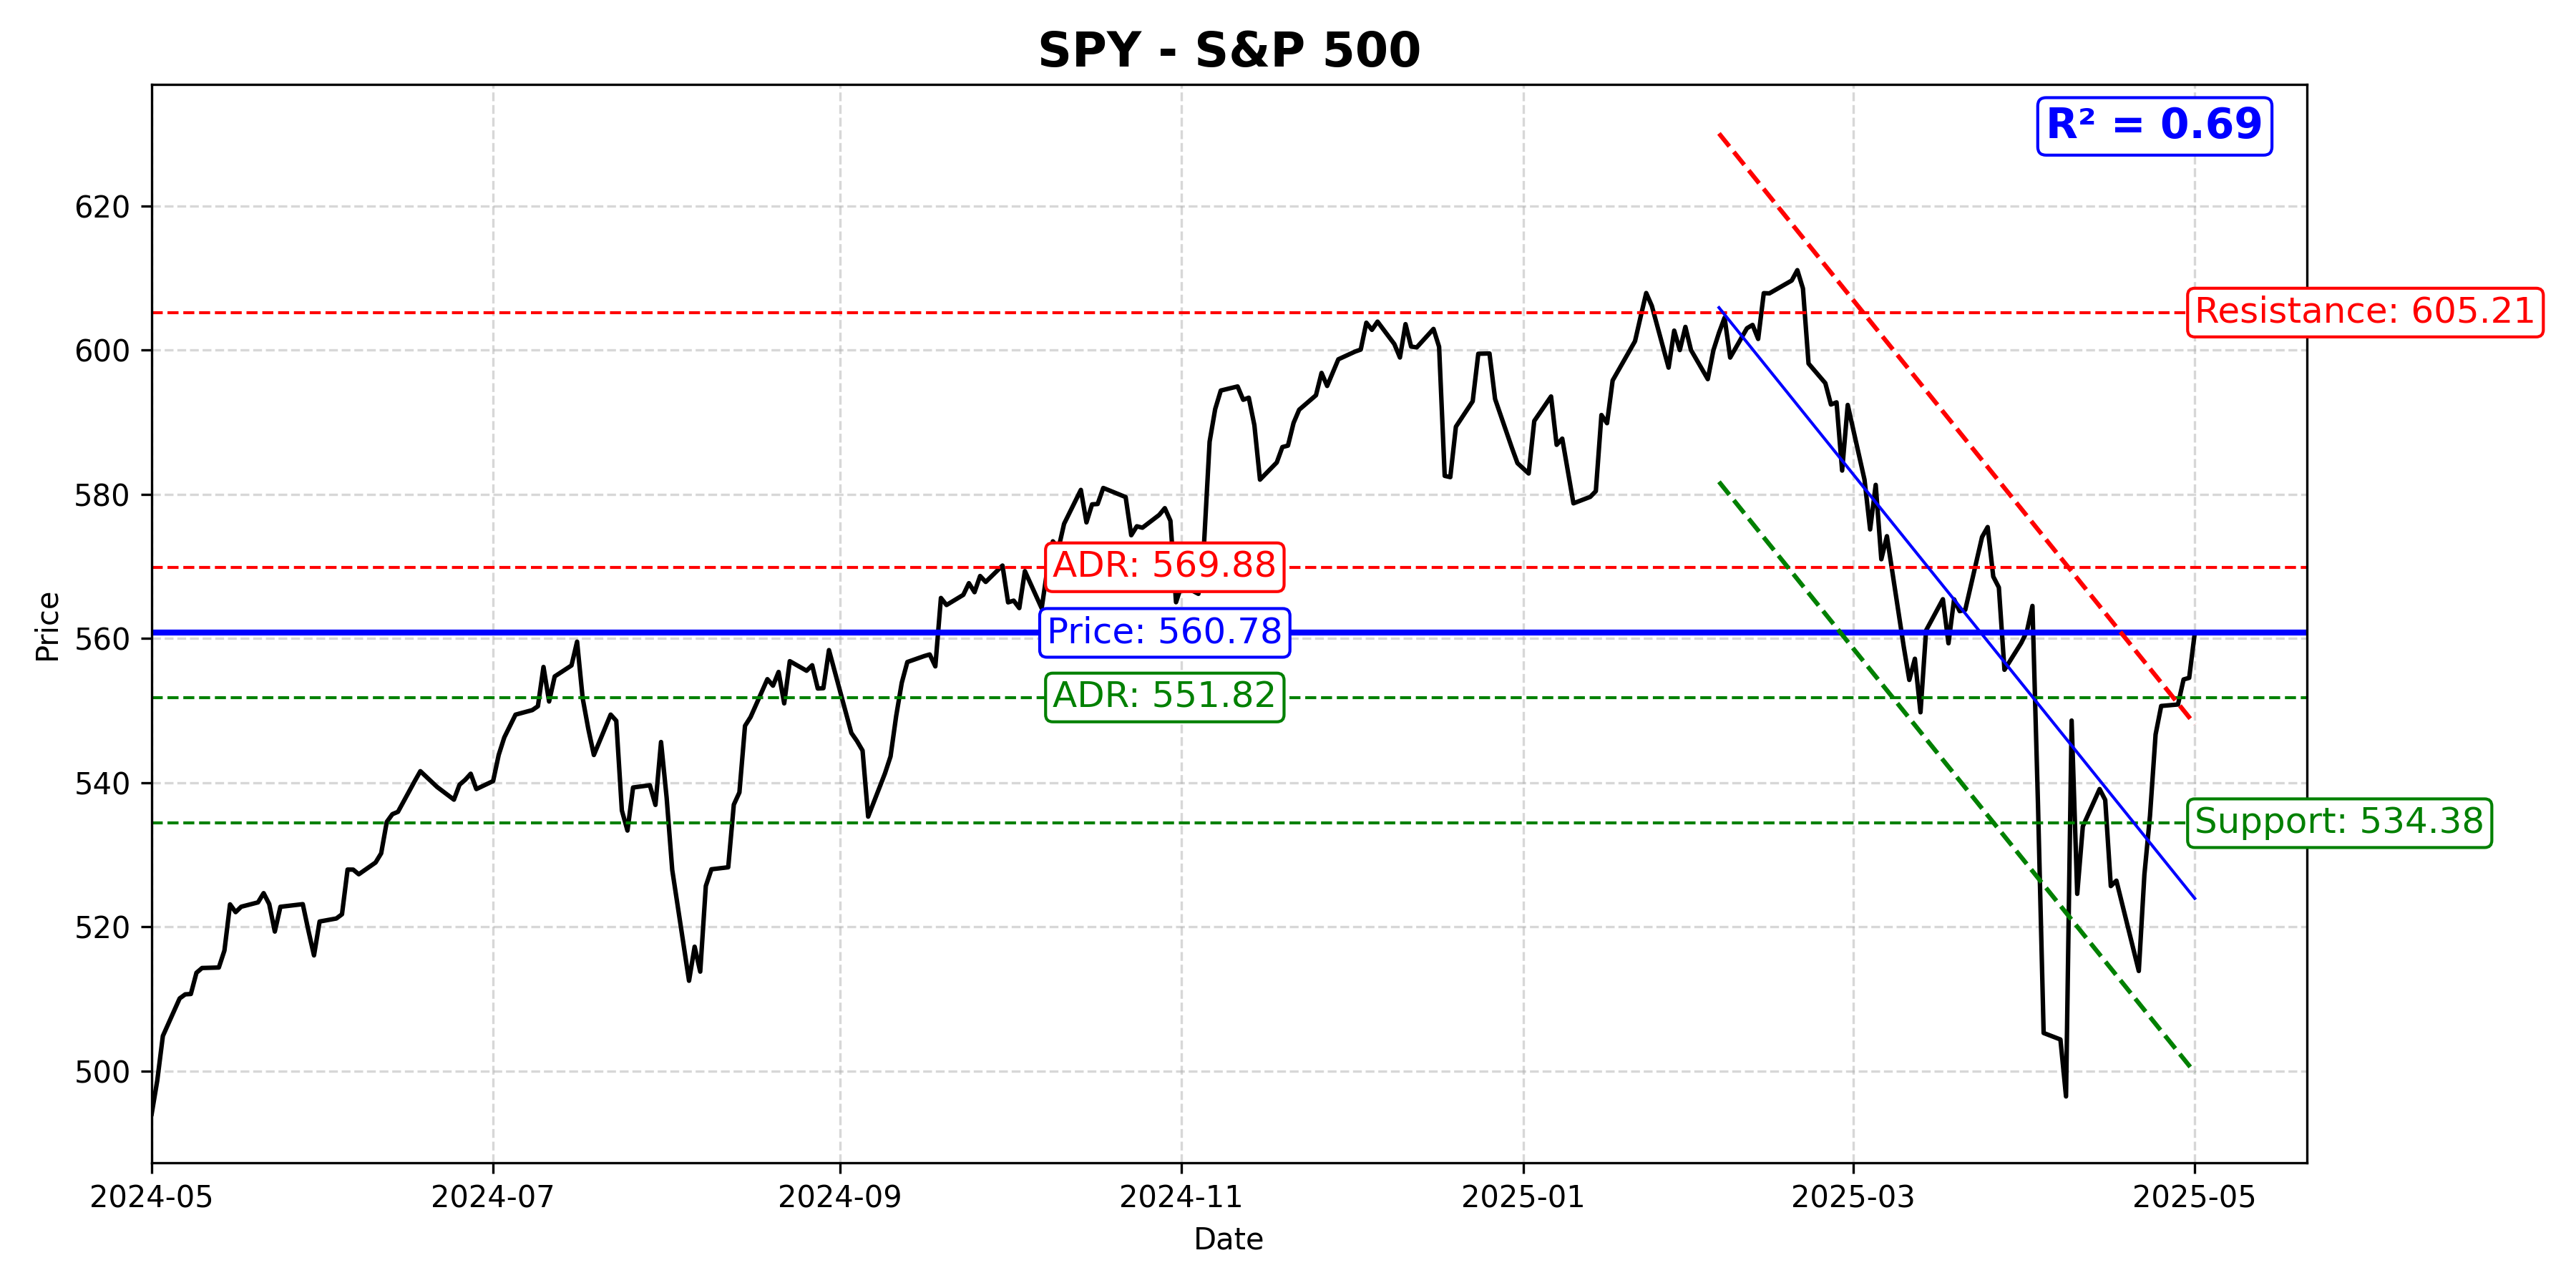 SPY - S&P 500
R² = 0.69
620
600
580
560
540
520
500
Price
Resistance: 605.21
ADR: 569.88
Price: 560.78
ADR: 551.82
Support: 534.38
2024-05
2024-07
2024-09
2024-11
2025-01
2025-03
2025-05
Date